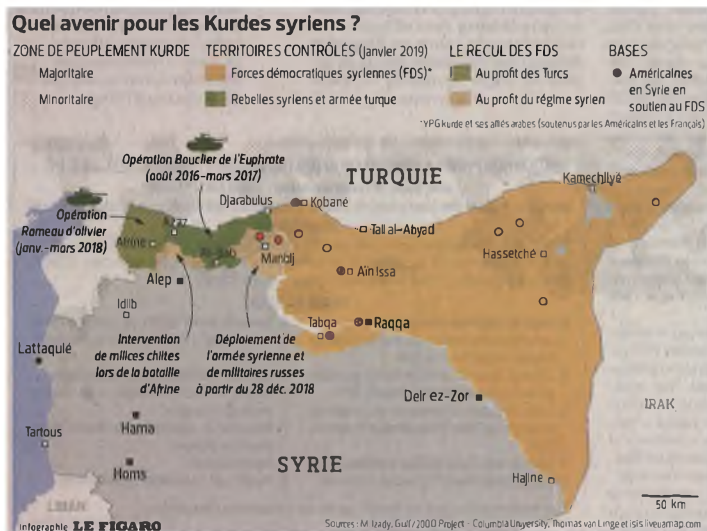 Quel avenir pour les Kurdes syriens ?
ZONE DE PEUPLEMENT KURDE
Majoritaire
Minoritaire
TERRITOIRES CONTRÔLÉS (janvier 2019)
Forces démocratiques syriennes (FDS)*
Rebelles syriens et armée turque
LE RECUL DES FDS
Au profit des Turcs
Au profit du régime syrien
BASES
Américaines
en Syrie en
soutien au FDS
*YPG kurde et ses alliés arabes (soutenus par les Américains et les Français)
Opération Bouclier de l'Euphrate
(août 2016-mars 2017)
TURQUIE
Kamechliyé
Opération
Rameau d'olivier
(janv.-mars 2018)
Djarabulus
Kobané
Tall al-Abyad
Afrine
Hassetché
Manbij
Alep
Aïn Issa
Idlib
Tabqa
Raqqa
Intervention
de milices chiites
lors de la bataille
d'Afrine
Déploiement de
l'armée syrienne et
de militaires russes
à partir du 28 déc. 2018
Lattaquié
Deir ez-Zor
IRAK
Hama
Tartous
Homs
SYRIE
Hajine
LIBAN
50 km
Infographie LE FIGARO
Sources : M. Izady, Gulf/2000 Project - Columbia University, Thomas van Linge et isis.liveuamap.com